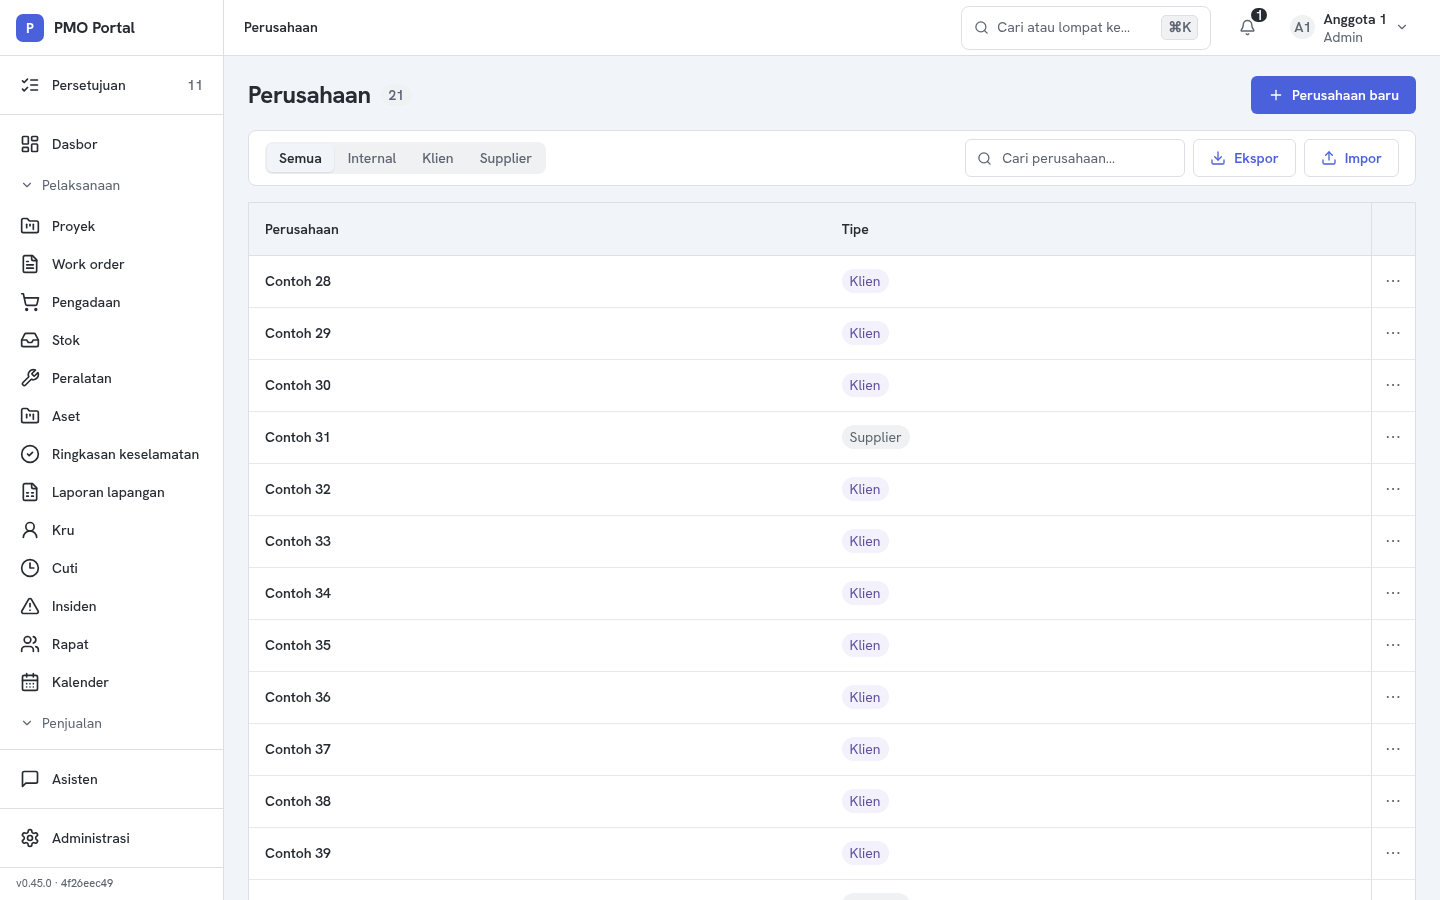 P PMO Portal
Perusahaan
Cari atau lompat ke... ⌘K
1
A1
Anggota 1
Admin
Persetujuan 11
Dasbor
Pelaksanaan
Proyek
Work order
Pengadaan
Stok
Peralatan
Aset
Ringkasan keselamatan
Laporan lapangan
Kru
Cuti
Insiden
Rapat
Kalender
Penjualan
Asisten
Administrasi
v0.45.0 · 4f26eec49
Perusahaan 21
Perusahaan baru
Semua Internal Klien Supplier
Cari perusahaan...
Ekspor
Impor
Perusahaan Tipe
Contoh 28 Klien
Contoh 29 Klien
Contoh 30 Klien
Contoh 31 Supplier
Contoh 32 Klien
Contoh 33 Klien
Contoh 34 Klien
Contoh 35 Klien
Contoh 36 Klien
Contoh 37 Klien
Contoh 38 Klien
Contoh 39 Klien